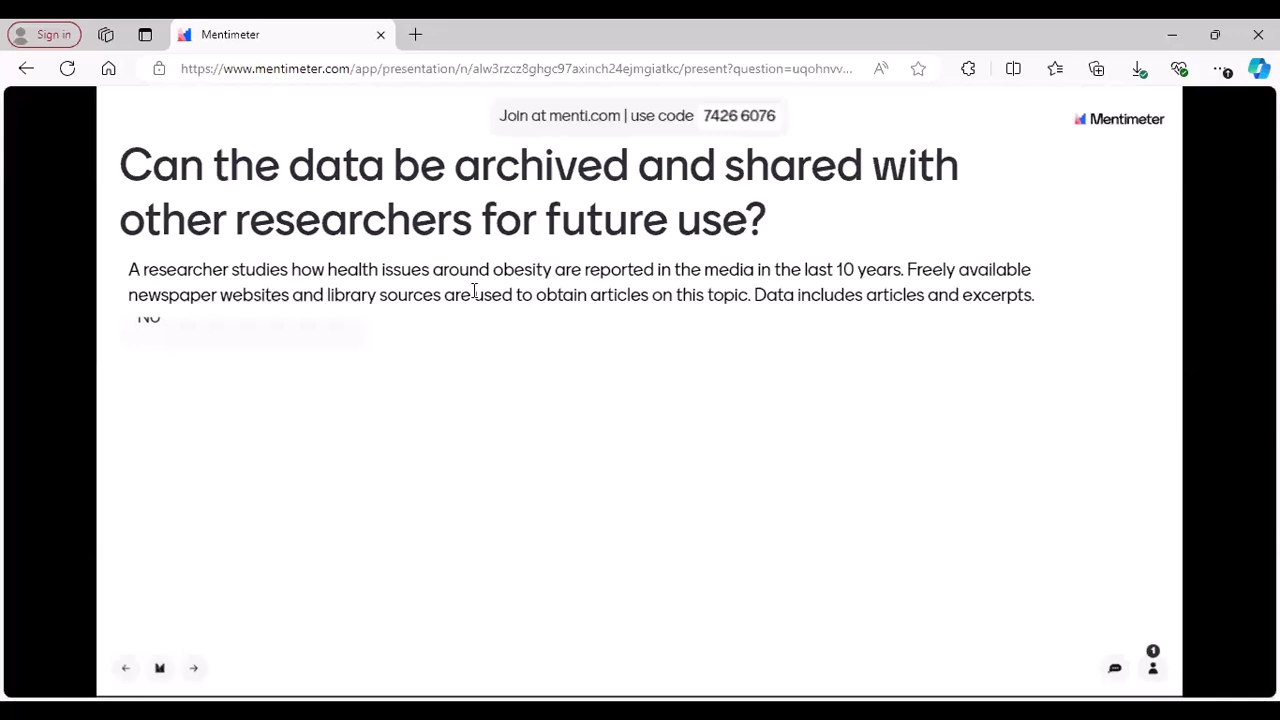 Sign in
Mentimeter
https://www.mentimeter.com/app/presentation/n/alw3rzcz8ghgc97axinch24ejmgiatkc/present?question=uqohnvv...
Join at menti.com | use code 7426 6076
Mentimeter
Can the data be archived and shared with
other researchers for future use?
A researcher studies how health issues around obesity are reported in the media in the last 10 years. Freely available
newspaper websites and library sources are used to obtain articles on this topic. Data includes articles and excerpts.
No
1